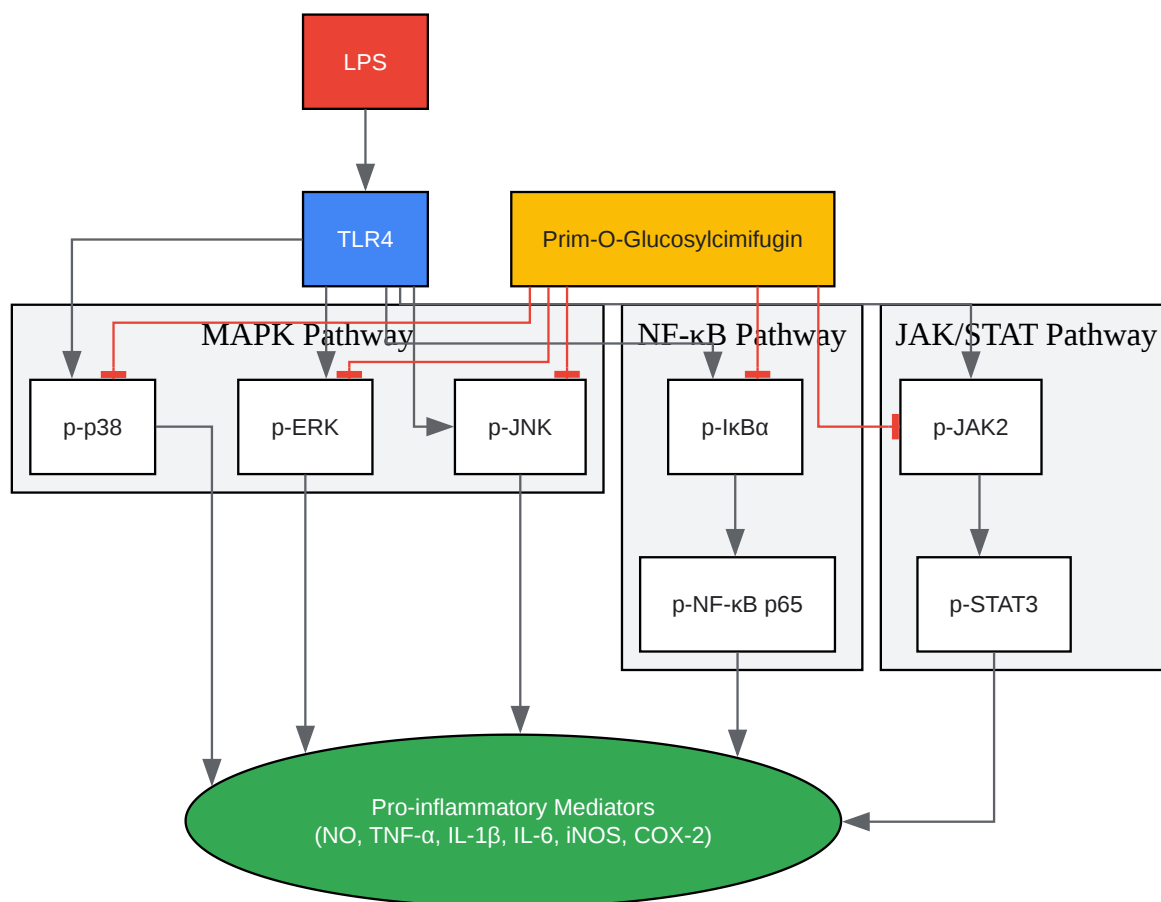 LPS
TLR4
Prim-O-Glucosylcimifugin
MAPK Pathway
NF-κB Pathway
JAK/STAT Pathway
p-p38
p-ERK
p-JNK
p-IκBα
p-JAK2
p-NF-κB p65
p-STAT3
Pro-inflammatory Mediators
(NO, TNF-α, IL-1β, IL-6, iNOS, COX-2)